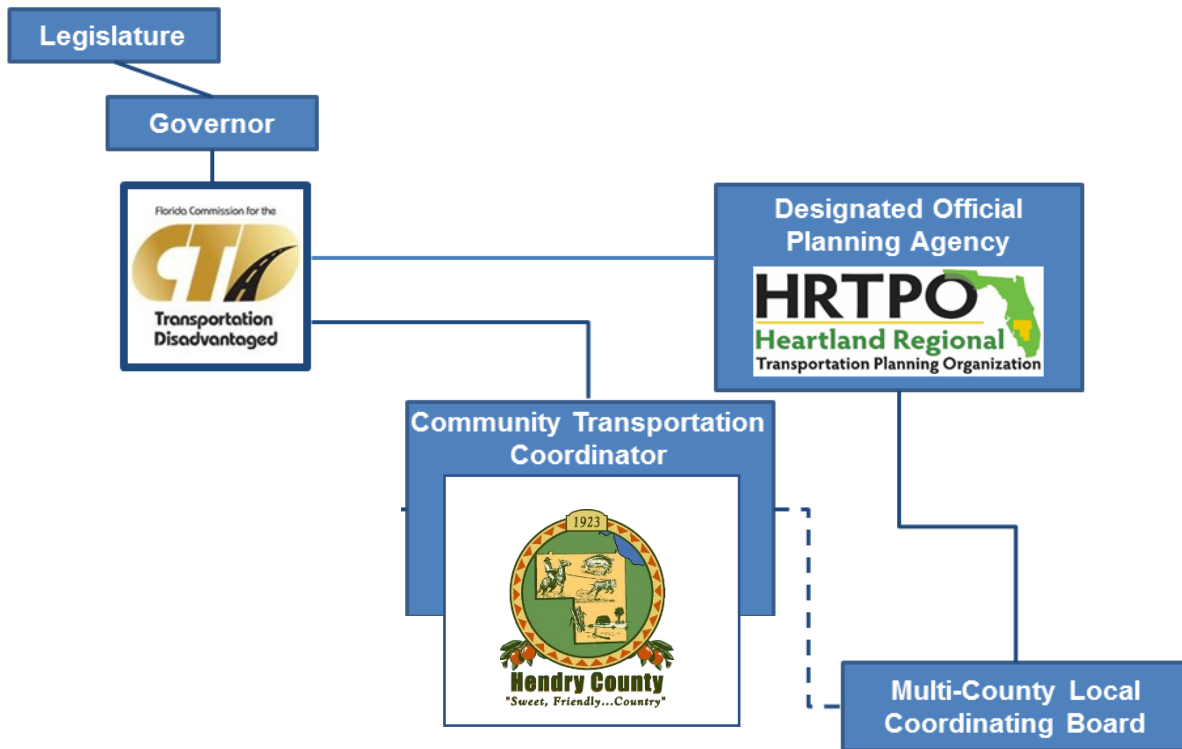 Legislature
Governor
Florida Commission for the
CTD
Transportation
Disadvantaged
Designated Official
Planning Agency
HRTPO
Heartland Regional
Transportation Planning Organization
Community Transportation
Coordinator
1923
Hendry County
"Sweet, Friendly...Country"
Multi-County Local
Coordinating Board